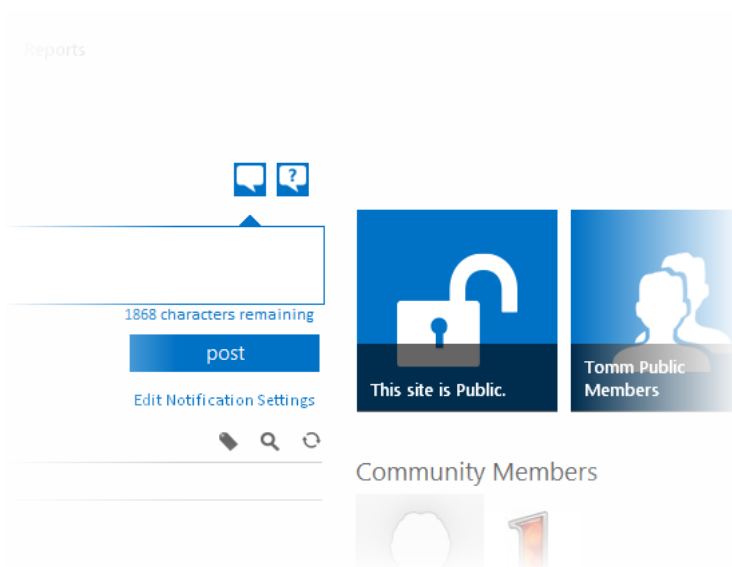 Reports
?
1868 characters remaining
post
Edit Notification Settings
This site is Public.
Tomm Public
Members
Community Members